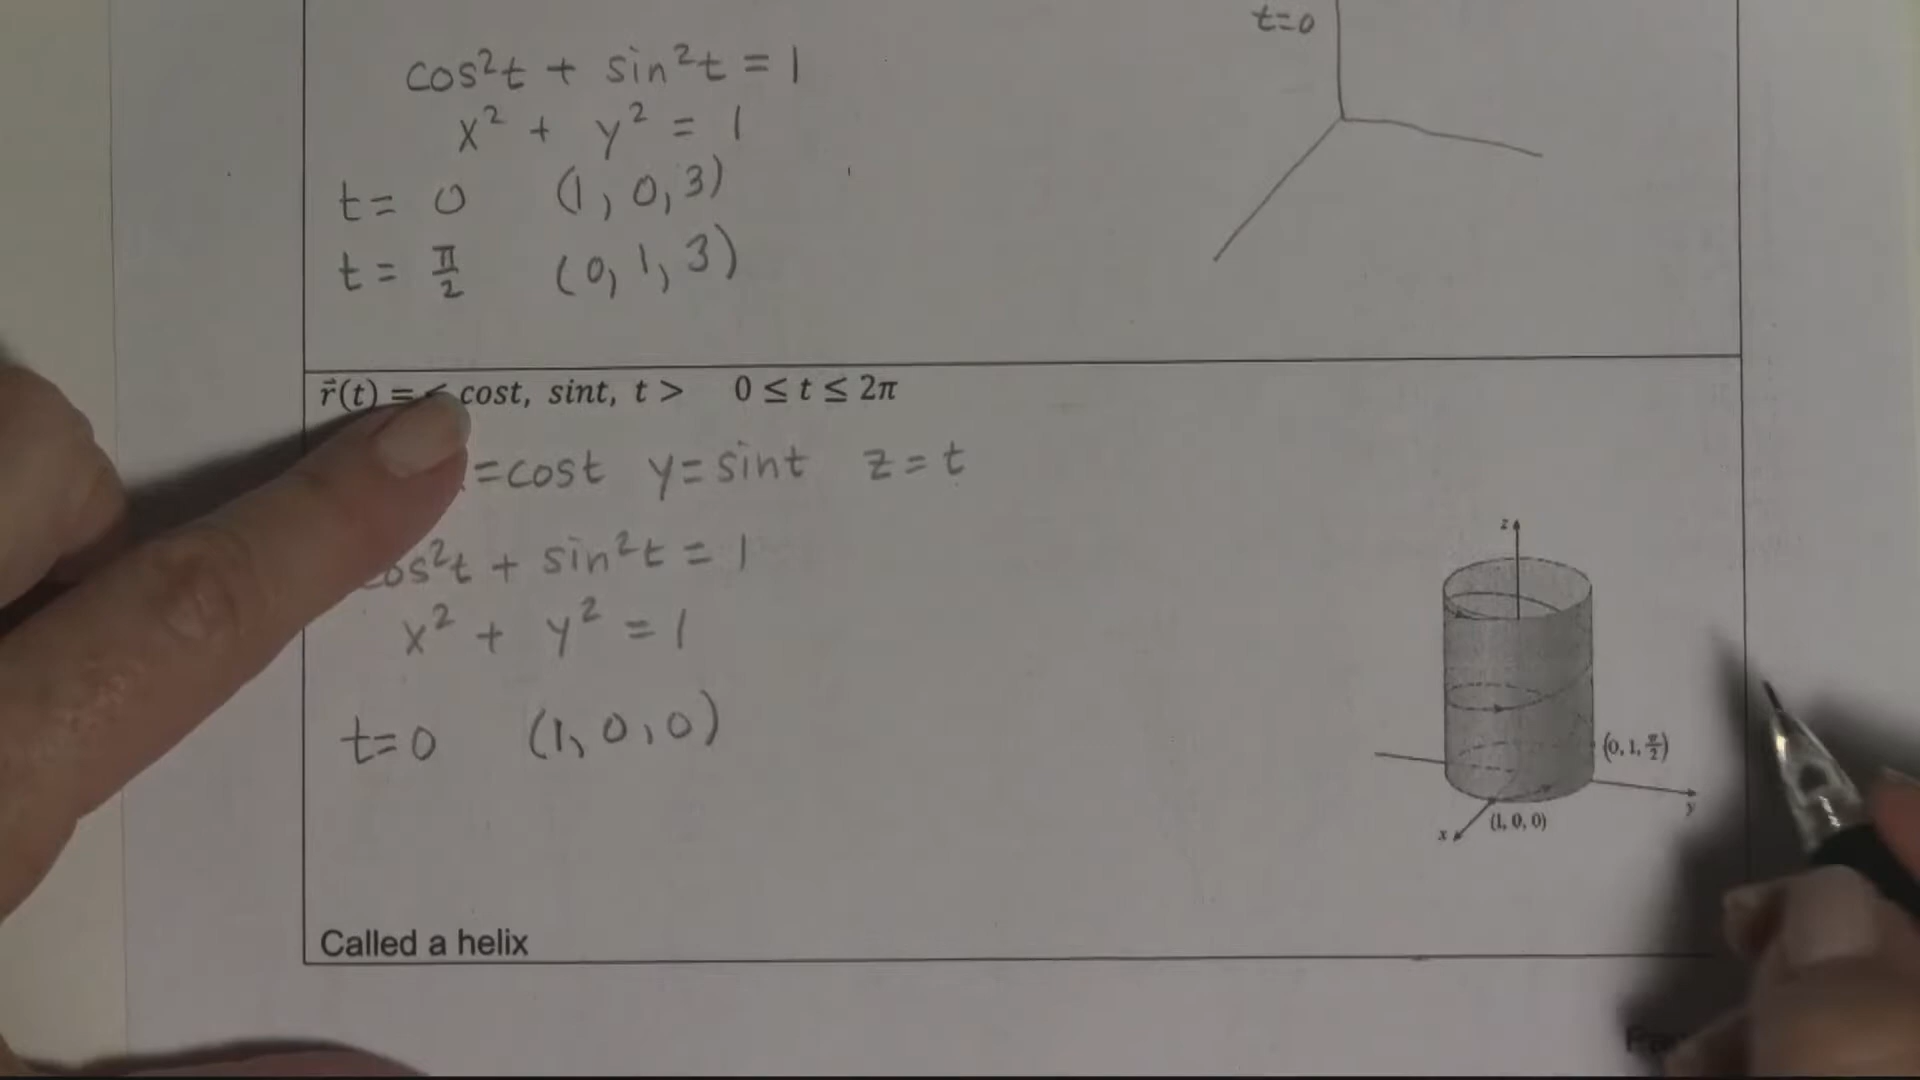 t=0
cos²t + sin²t = 1
x² + y² = 1
t= 0 (1, 0, 3)
t= π/2 (0, 1, 3)
r⃗(t) = < cost, sint, t > 0 ≤ t ≤ 2π
=cost y=sint z=t
cos²t + sin²t = 1
x² + y² = 1
t=0 (1, 0, 0)
z
(0, 1, π/2)
y
x
(1, 0, 0)
Called a helix